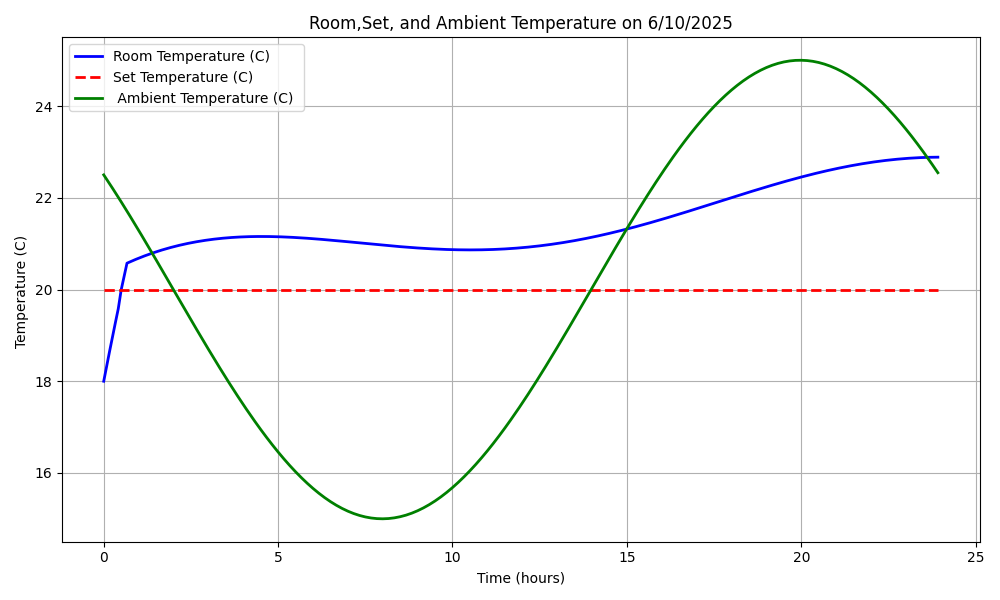 Room,Set, and Ambient Temperature on 6/10/2025
Room Temperature (C)
Set Temperature (C)
Ambient Temperature (C)
Temperature (C)
24
22
20
18
16
0 5 10 15 20 25
Time (hours)